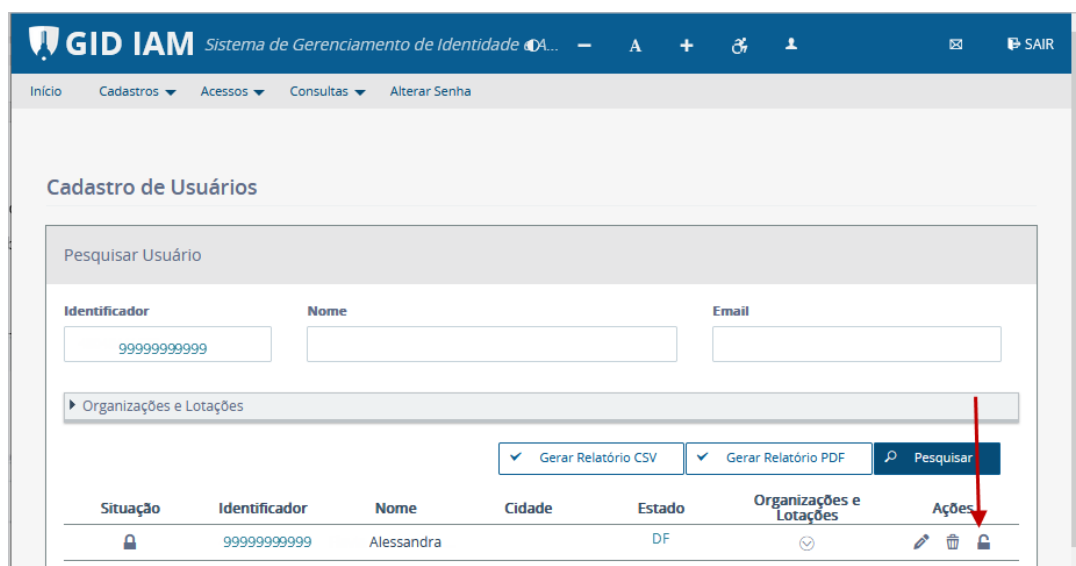 GID IAM Sistema de Gerenciamento de Identidade A... − A + SAIR
Início Cadastros Acessos Consultas Alterar Senha
Cadastro de Usuários
Pesquisar Usuário
Identificador Nome Email
99999999999
Organizações e Lotações
Gerar Relatório CSV Gerar Relatório PDF Pesquisar
Situação Identificador Nome Cidade Estado Organizações e Lotações Ações
99999999999 Alessandra DF